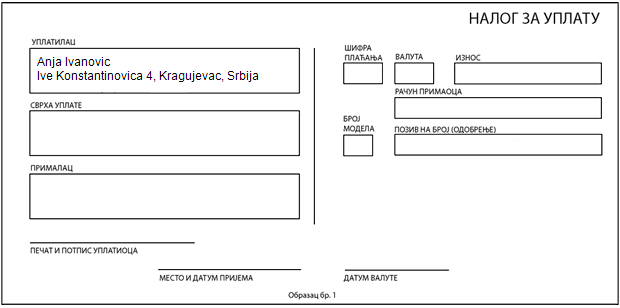 НАЛОГ ЗА УПЛАТУ
УПЛАТИЛАЦ
Anja Ivanovic
Ive Konstantinovica 4, Kragujevac, Srbija
СВРХА УПЛАТЕ
ПРИМАЛАЦ
ПЕЧАТ И ПОТПИС УПЛАТИОЦА
МЕСТО И ДАТУМ ПРИЈЕМА
ШИФРА
ПЛАЋАЊА
ВАЛУТА
ИЗНОС
РАЧУН ПРИМАОЦА
БРОЈ
МОДЕЛА
ПОЗИВ НА БРОЈ (ОДОБРЕЊЕ)
ДАТУМ ВАЛУТЕ
Образац бр. 1